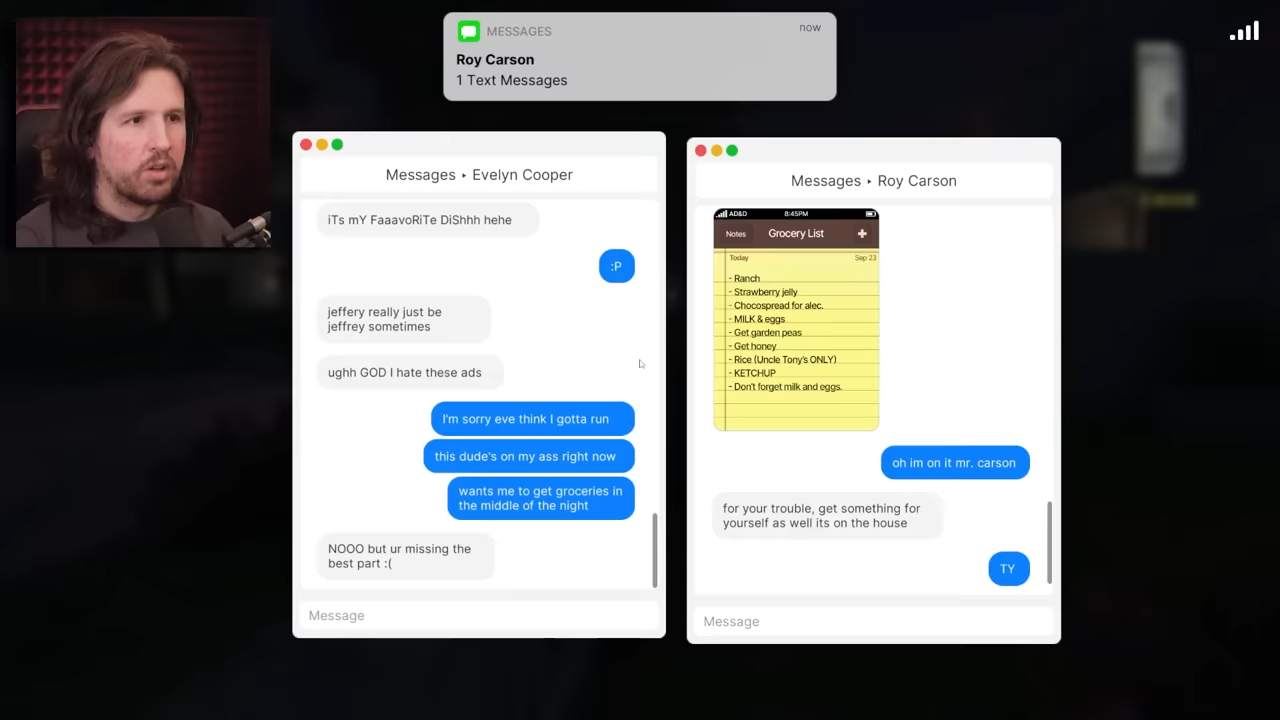 MESSAGES
now
Roy Carson
1 Text Messages
Messages ‣ Evelyn Cooper
iTs mY FaaavoRiTe DiShhh hehe
:P
jeffery really just be
jeffrey sometimes
ughh GOD I hate these ads
I'm sorry eve think I gotta run
this dude's on my ass right now
wants me to get groceries in
the middle of the night
NOOO but ur missing the
best part :(
Message
Messages ‣ Roy Carson
AD&D
8:45PM
Notes
Grocery List
+
Today
Sep 23
- Ranch
- Strawberry jelly
- Chocospread for alec.
- MILK & eggs
- Get garden peas
- Get honey
- Rice (Uncle Tony's ONLY)
- KETCHUP
- Don't forget milk and eggs.
oh im on it mr. carson
for your trouble, get something for
yourself as well its on the house
TY
Message